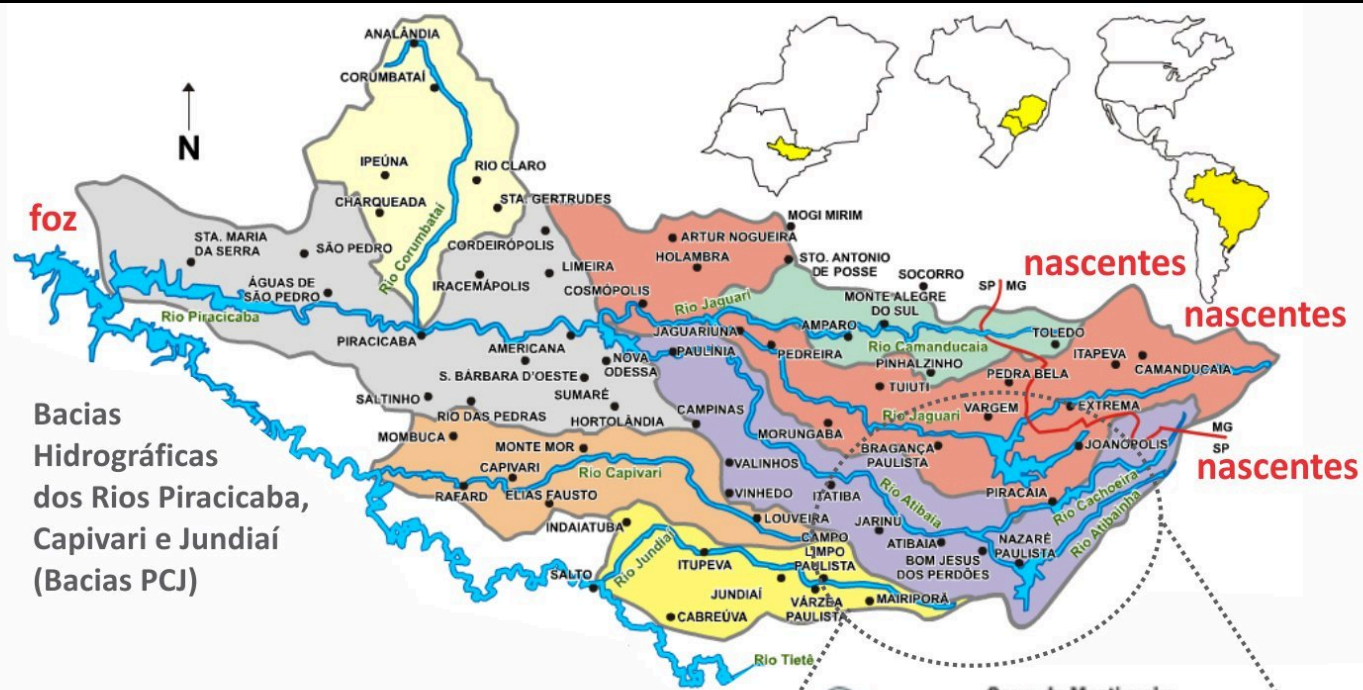 ANALÂNDIA
CORUMBATAÍ
N
IPEÚNA
RIO CLARO
CHARQUEADA
STA. GERTRUDES
foz
STA. MARIA
DA SERRA
SÃO PEDRO
Rio Corumbataí
CORDEIRÓPOLIS
ÁGUAS DE
SÃO PEDRO
IRACEMÁPOLIS
LIMEIRA
Rio Piracicaba
PIRACICABA
MOGI MIRIM
ARTUR NOGUEIRA
HOLAMBRA
STO. ANTONIO
DE POSSE
SOCORRO
SP MG
nascentes
nascentes
COSMÓPOLIS
Rio Jaguari
MONTE ALEGRE
DO SUL
JAGUARIUNA
AMPARO
TOLEDO
Rio Camanducaia
ITAPEVA
AMERICANA
PAULÍNIA
PEDREIRA
PINHALZINHO
PEDRA BELA
CAMANDUCAIA
NOVA
ODESSA
S. BÁRBARA D'OESTE
TUIUTI
SUMARÉ
SALTINHO
RIO DAS PEDRAS
HORTOLÂNDIA
CAMPINAS
Rio Jaguari
VARGEM
EXTREMA
MOMBUCA
MONTE MOR
MORUNGABA
BRAGANÇA
PAULISTA
JOANÓPOLIS
MG
SP
nascentes
CAPIVARI
Rio Capivari
VALINHOS
RAFARD
ELIAS FAUSTO
VINHEDO
ITATIBA
Rio Atibaia
PIRACAIA
Rio Cachoeira
Rio Atibainha
INDAIATUBA
LOUVEIRA
JARINU
CAMPO
LIMPO
PAULISTA
ATIBAIA
NAZARÉ
PAULISTA
BOM JESUS
DOS PERDÕES
Rio Jundiaí
ITUPEVA
SALTO
JUNDIAÍ
VÁRZEA
PAULISTA
MAIRIPORÃ
CABREÚVA
Rio Tietê
Bacias
Hidrográficas
dos Rios Piracicaba,
Capivari e Jundiaí
(Bacias PCJ)